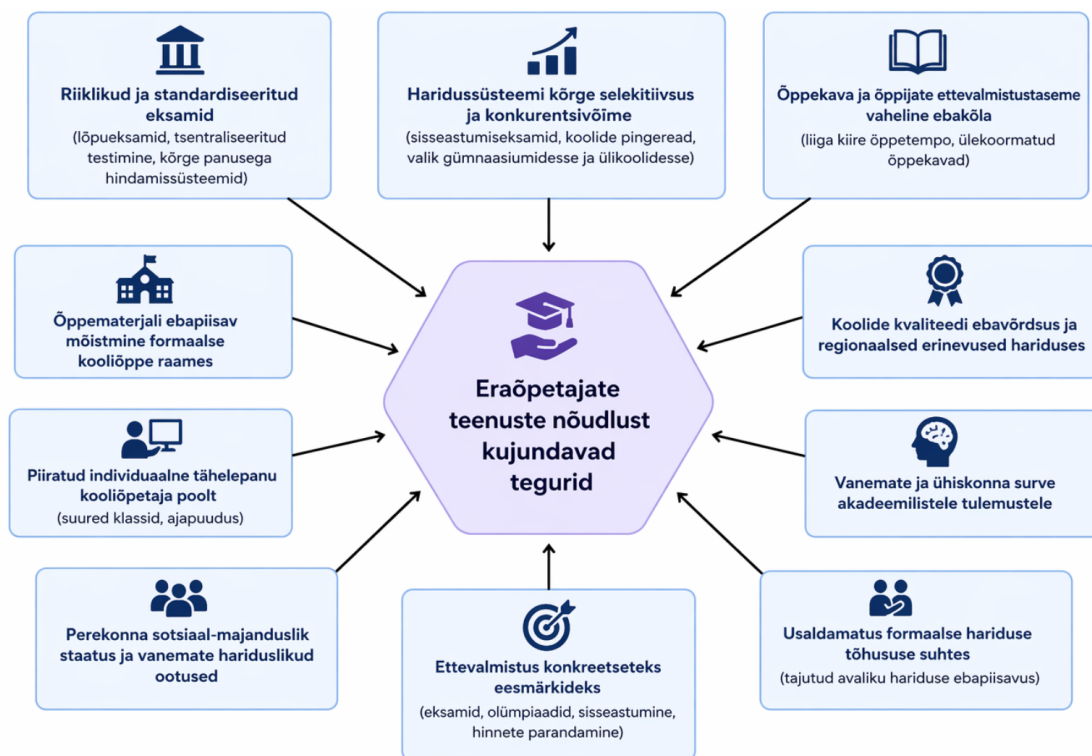 Riiklikud ja standardiseeritud
eksamid
(lõpueksamid, tsentraliseeritud
testimine, kõrge panusega
hindamissüsteemid)
Haridussüsteemi kõrge selekitiivsus
ja konkurentsivõime
(sisseastumiseksamid, koolide pingeread,
valik gümnaasiumidesse ja ülikoolidesse)
Õppekava ja õppijate ettevalmistustaseme
vaheline ebakõla
(liiga kiire õppetempo, ülekoormatud
õppekavad)
Õppematerjali ebapiisav
mõistmine formaalse
kooliõppe raames
Koolide kvaliteedi ebavõrdsus ja
regionaalsed erinevused hariduses
Eraõpetajate
teenuste nõudlust
kujundavad
tegurid
Piiratud individuaalne tähelepanu
kooliõpetaja poolt
(suured klassid, ajapuudus)
Vanemate ja ühiskonna surve
akadeemilistele tulemustele
Perekonna sotsiaal-majanduslik
staatus ja vanemate hariduslikud
ootused
Ettevalmistus konkreetseteks
eesmärkideks
(eksamid, olümpiaadid, sisseastumine,
hinnete parandamine)
Usaldamatus formaalse hariduse
tõhususe suhtes
(tajutud avaliku hariduse ebapiisavus)